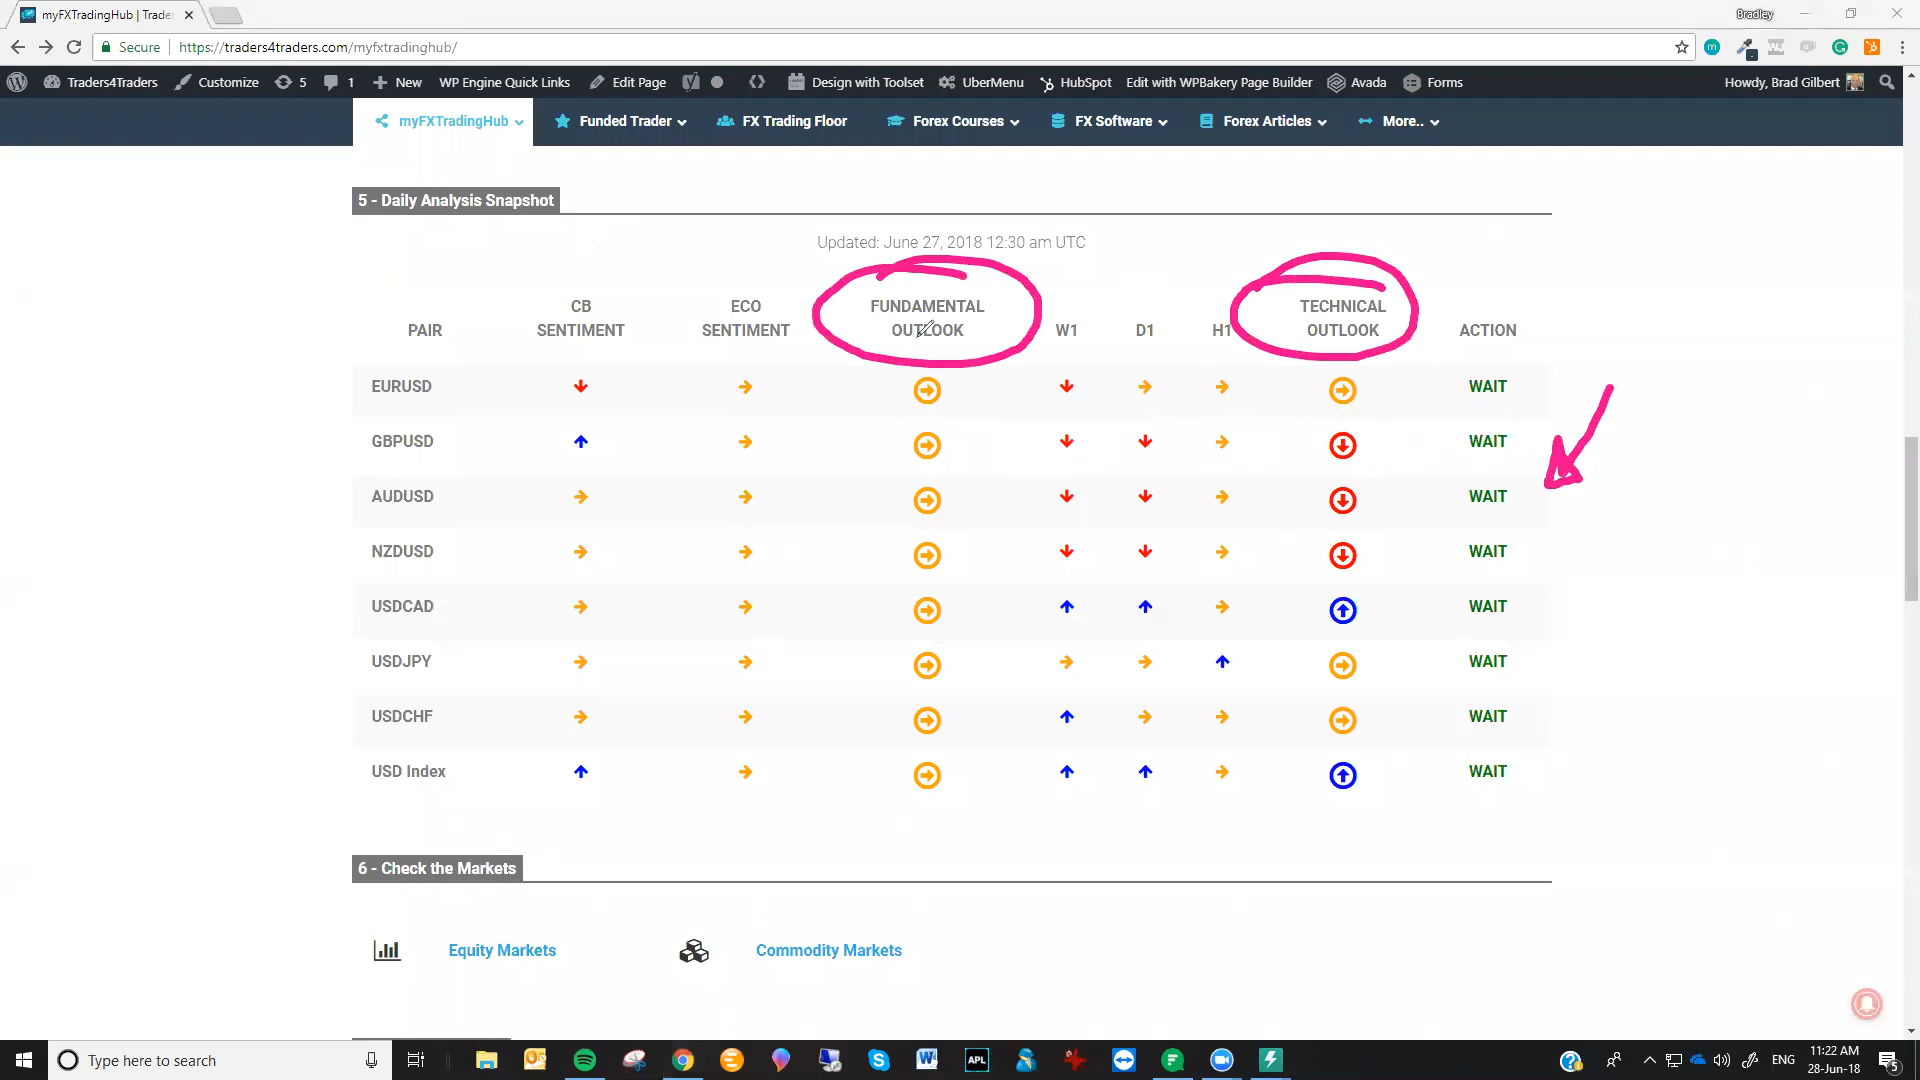 myFXTradingHub | Trade
Bradley
Secure https://traders4traders.com/myfxtradinghub/
Traders4Traders Customize 5 1 New WP Engine Quick Links Edit Page Design with Toolset UberMenu HubSpot Edit with WPBakery Page Builder Avada Forms Howdy, Brad Gilbert
myFXTradingHub Funded Trader FX Trading Floor Forex Courses FX Software Forex Articles More..
5 - Daily Analysis Snapshot
Updated: June 27, 2018 12:30 am UTC
PAIR CB SENTIMENT ECO SENTIMENT FUNDAMENTAL OUTLOOK W1 D1 H1 TECHNICAL OUTLOOK ACTION
EURUSD WAIT
GBPUSD WAIT
AUDUSD WAIT
NZDUSD WAIT
USDCAD WAIT
USDJPY WAIT
USDCHF WAIT
USD Index WAIT
6 - Check the Markets
Equity Markets Commodity Markets
Type here to search APL ENG 11:22 AM
28-Jun-18 5